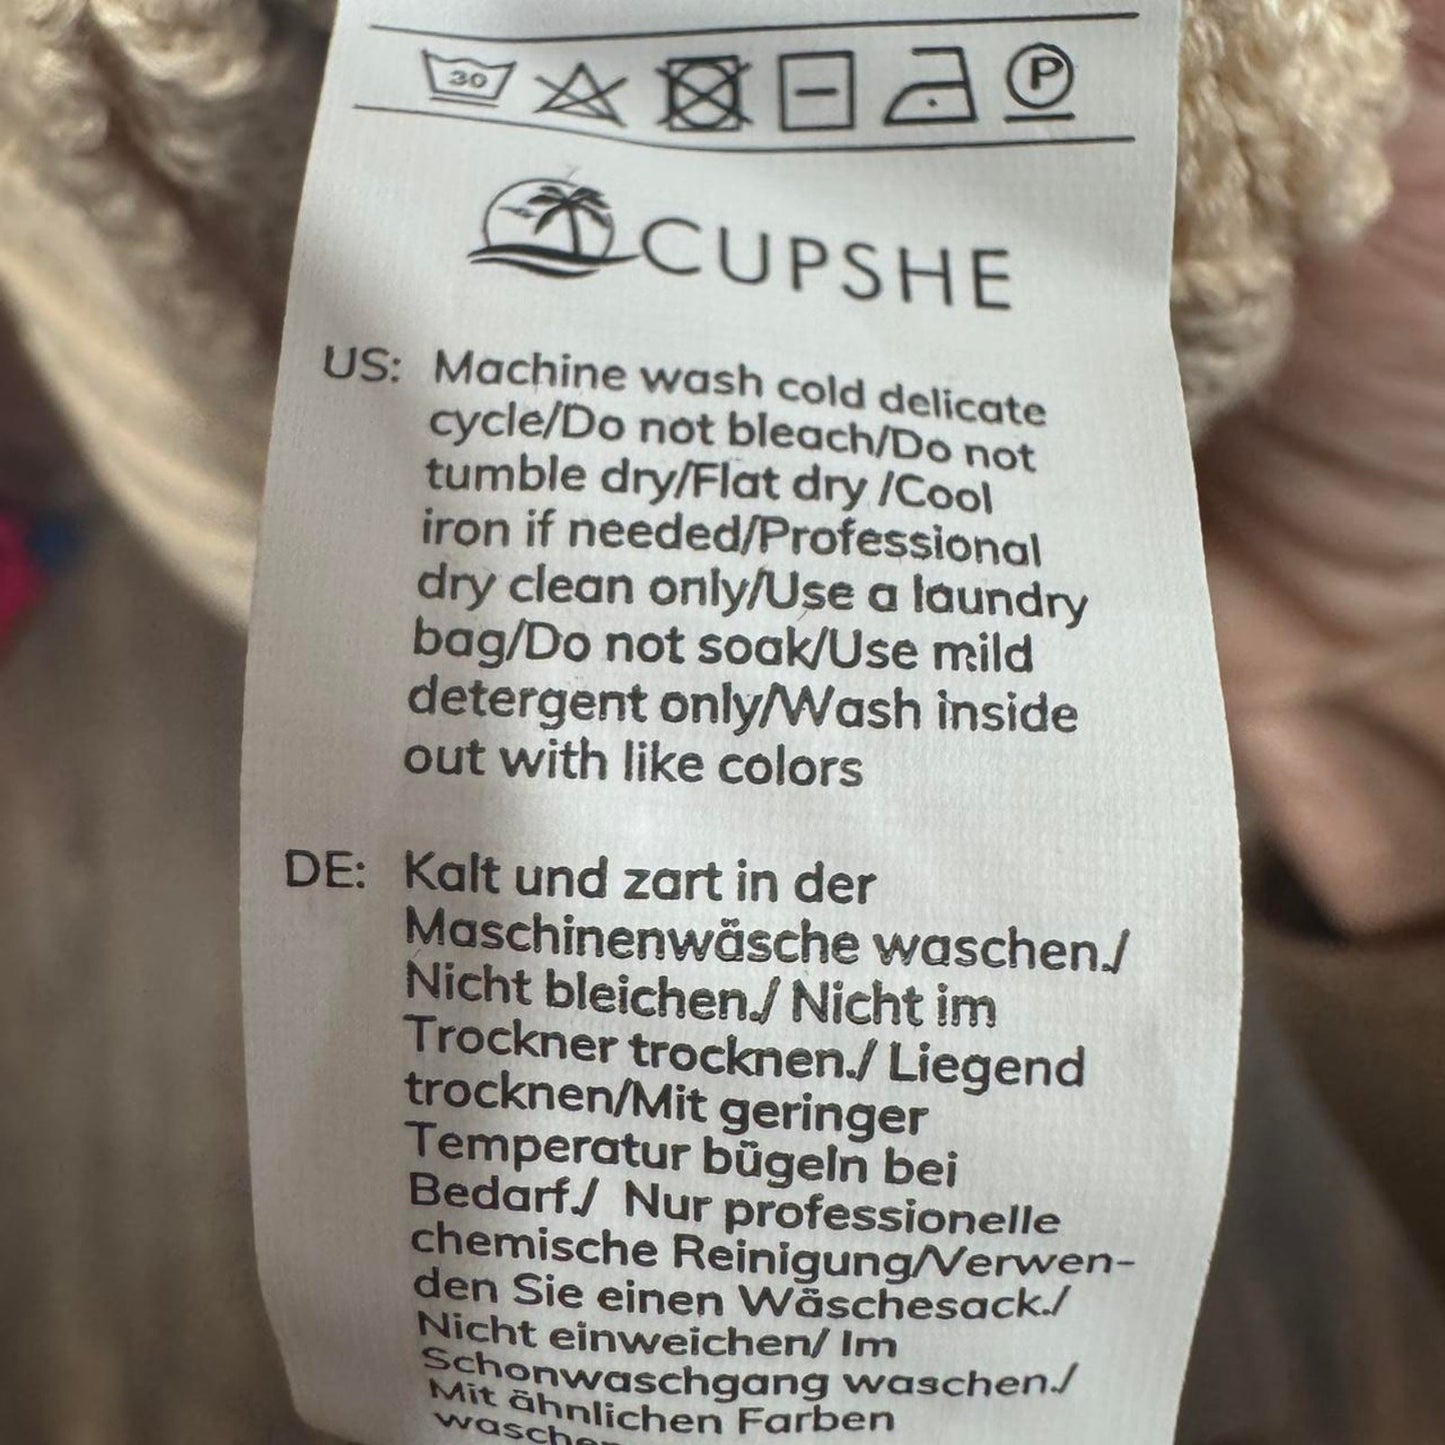 30
P
CUPSHE
US: Machine wash cold delicate
cycle/Do not bleach/Do not
tumble dry/Flat dry /Cool
iron if needed/Professional
dry clean only/Use a laundry
bag/Do not soak/Use mild
detergent only/Wash inside
out with like colors
DE: Kalt und zart in der
Maschinenwäsche waschen./
Nicht bleichen./ Nicht im
Trockner trocknen./ Liegend
trocknen/Mit geringer
Temperatur bügeln bei
Bedarf./ Nur professionelle
chemische Reinigung/Verwen-
den Sie einen Wäschesack./
Nicht einweichen/ Im
Schonwaschgang waschen./
Mit ähnlichen Farben